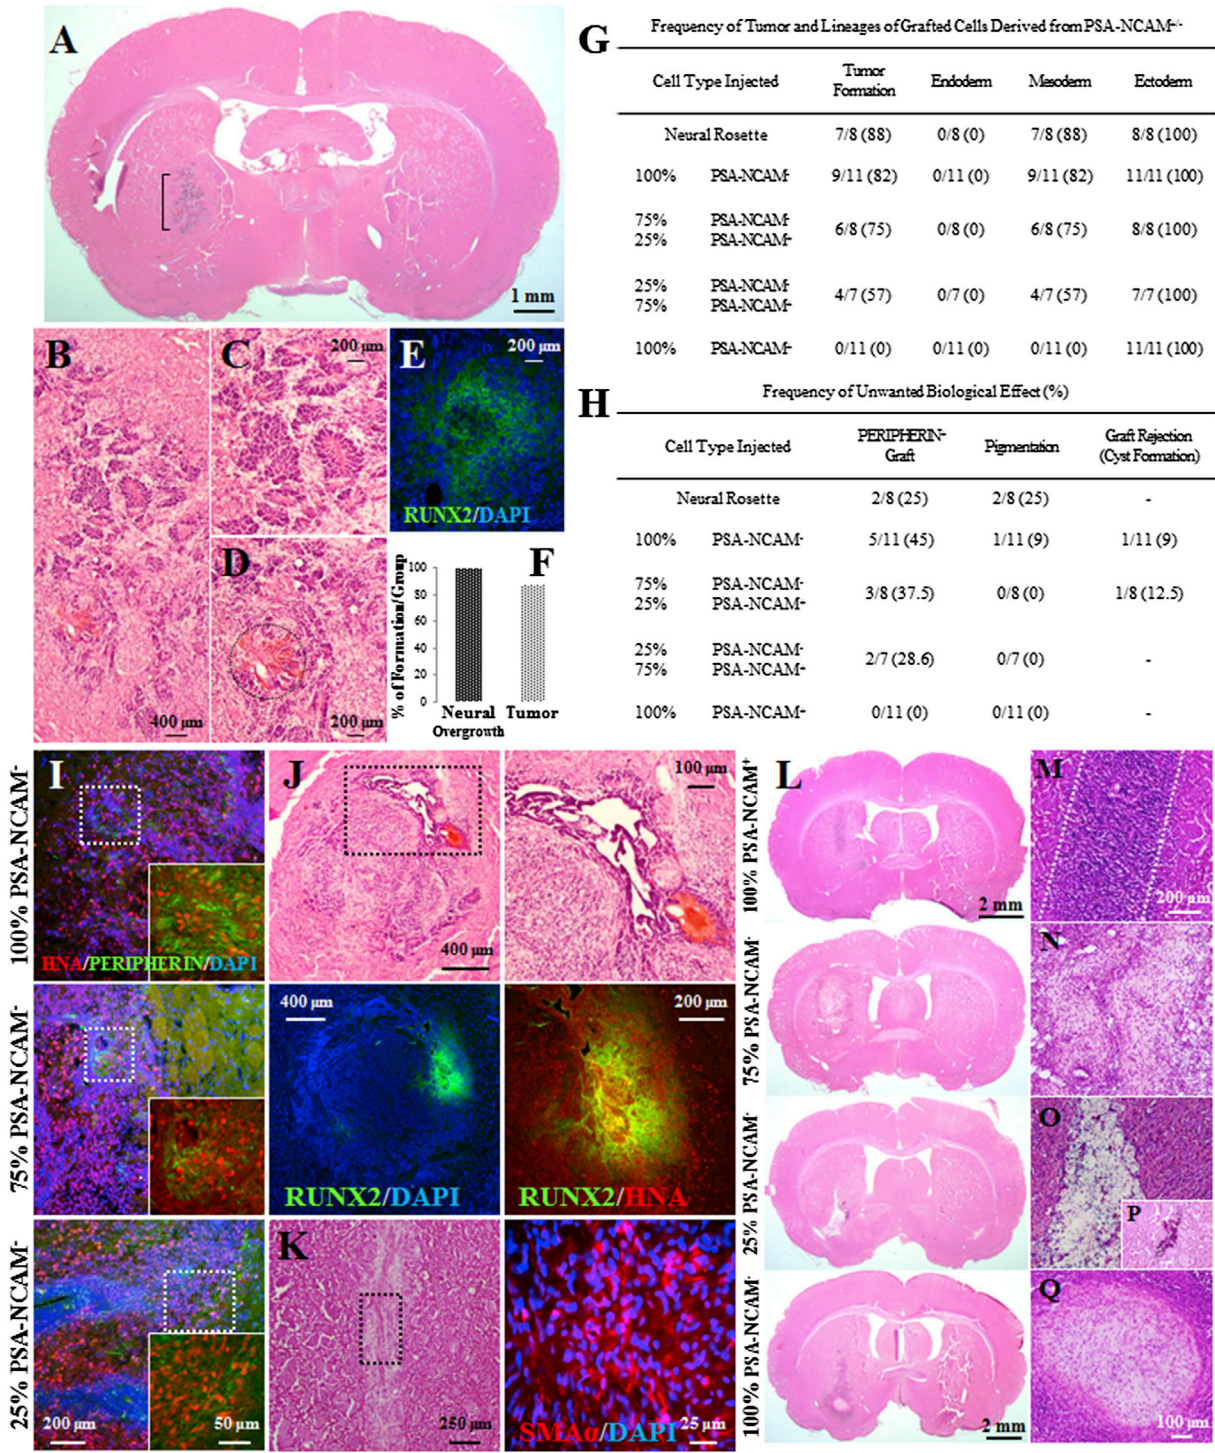 A
1 mm
G
Frequency of Tumor and Lineages of Grafted Cells Derived from PSA-NCAM+/-
Cell Type Injected Tumor Formation Endoderm Mesoderm Ectoderm
Neural Rosette 7/8 (88) 0/8 (0) 7/8 (88) 8/8 (100)
100% PSA-NCAM- 9/11 (82) 0/11 (0) 9/11 (82) 11/11 (100)
75% PSA-NCAM-
25% PSA-NCAM+
6/8 (75) 0/8 (0) 6/8 (75) 8/8 (100)
25% PSA-NCAM-
75% PSA-NCAM+
4/7 (57) 0/7 (0) 4/7 (57) 7/7 (100)
100% PSA-NCAM+ 0/11 (0) 0/11 (0) 0/11 (0) 11/11 (100)
B
400 µm
C
200 µm
D
200 µm
E
200 µm
RUNX2/DAPI
F
% of Formation/Group
100
80
60
40
20
0
Neural Overgrowth
Tumor
H
Frequency of Unwanted Biological Effect (%)
Cell Type Injected PERIPHERIN+ Graft Pigmentation Graft Rejection (Cyst Formation)
Neural Rosette 2/8 (25) 2/8 (25) -
100% PSA-NCAM- 5/11 (45) 1/11 (9) 1/11 (9)
75% PSA-NCAM-
25% PSA-NCAM+
3/8 (37.5) 0/8 (0) 1/8 (12.5)
25% PSA-NCAM-
75% PSA-NCAM+
2/7 (28.6) 0/7 (0) -
100% PSA-NCAM+ 0/11 (0) 0/11 (0) -
100% PSA-NCAM-
I
HNA/PERIPHERIN/DAPI
J
400 µm
100 µm
75% PSA-NCAM-
400 µm
RUNX2/DAPI
200 µm
RUNX2/HNA
25% PSA-NCAM-
200 µm
50 µm
K
250 µm
SMAα/DAPI
25 µm
100% PSA-NCAM+
L
2 mm
M
200 µm
75% PSA-NCAM-
N
25% PSA-NCAM-
O
P
100% PSA-NCAM-
2 mm
Q
100 µm